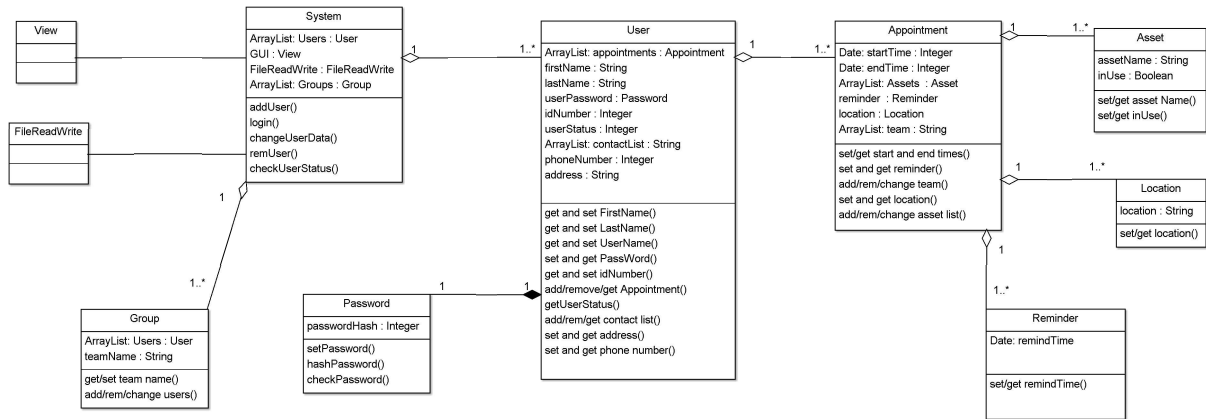 View
FileReadWrite
System
ArrayList: Users : User
GUI : View
FileReadWrite : FileReadWrite
ArrayList: Groups : Group
addUser()
login()
changeUserData()
remUser()
checkUserStatus()
1
1..*
1
1..*
Group
ArrayList: Users : User
teamName : String
get/set team name()
add/rem/change users()
Password
passwordHash : Integer
setPassword()
hashPassword()
checkPassword()
1
1
User
ArrayList: appointments : Appointment
firstName : String
lastName : String
userPassword : Password
idNumber : Integer
userStatus : Integer
ArrayList: contactList : String
phoneNumber : Integer
address : String
get and set FirstName()
get and set LastName()
get and set UserName()
set and get PassWord()
get and set idNumber()
add/remove/get Appointment()
getUserStatus()
add/rem/get contact list()
set and get address()
set and get phone number()
1
1..*
Appointment
Date: startTime : Integer
Date: endTime : Integer
ArrayList: Assets : Asset
reminder : Reminder
location : Location
ArrayList: team : String
set/get start and end times()
set and get reminder()
add/rem/change team()
set and get location()
add/rem/change asset list()
1
1..*
Asset
assetName : String
inUse : Boolean
set/get asset Name()
set/get inUse()
1
1..*
Location
location : String
set/get location()
1
1..*
Reminder
Date: remindTime
set/get remindTime()